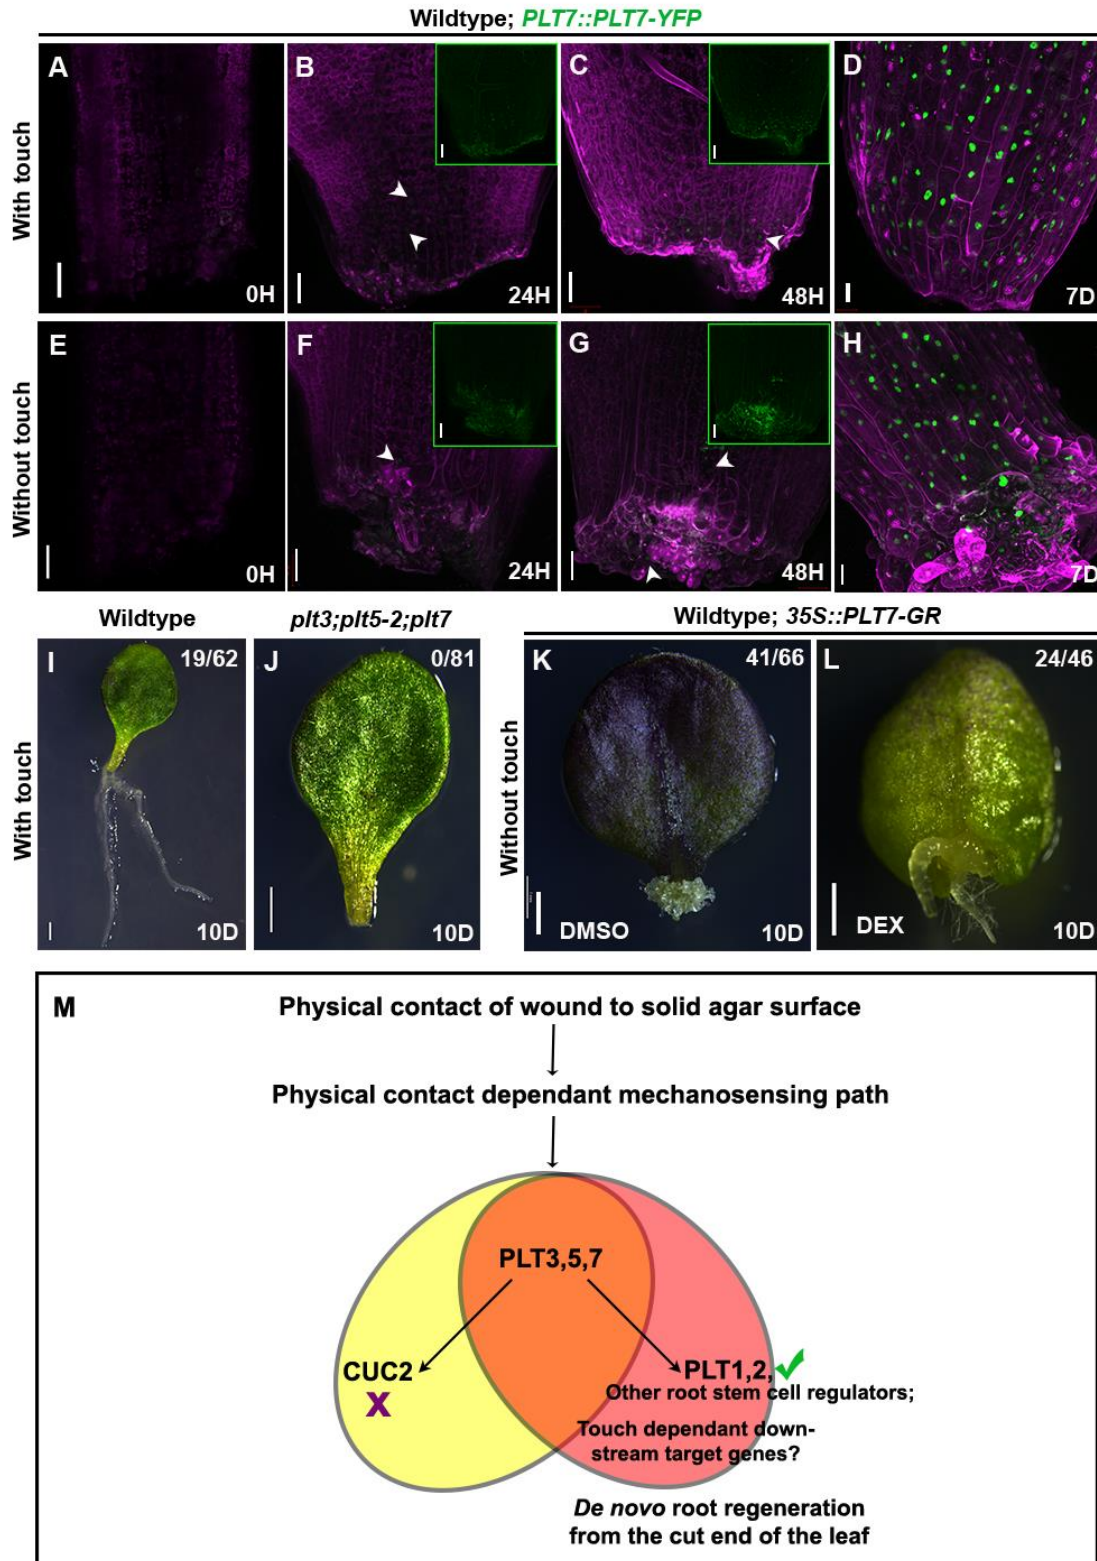 Wildtype; PLT7::PLT7-YFP
With touch
A
0H
B
24H
C
48H
D
7D
Without touch
E
0H
F
24H
G
48H
H
7D
Wildtype
plt3;plt5-2;plt7
Wildtype; 35S::PLT7-GR
With touch
I
19/62
10D
J
0/81
10D
Without touch
K
41/66
DMSO
10D
L
24/46
DEX
10D
M
Physical contact of wound to solid agar surface
Physical contact dependant mechanosensing path
PLT3,5,7
CUC2
X
PLT1,2,
Other root stem cell regulators;
Touch dependant down-
stream target genes?
De novo root regeneration
from the cut end of the leaf